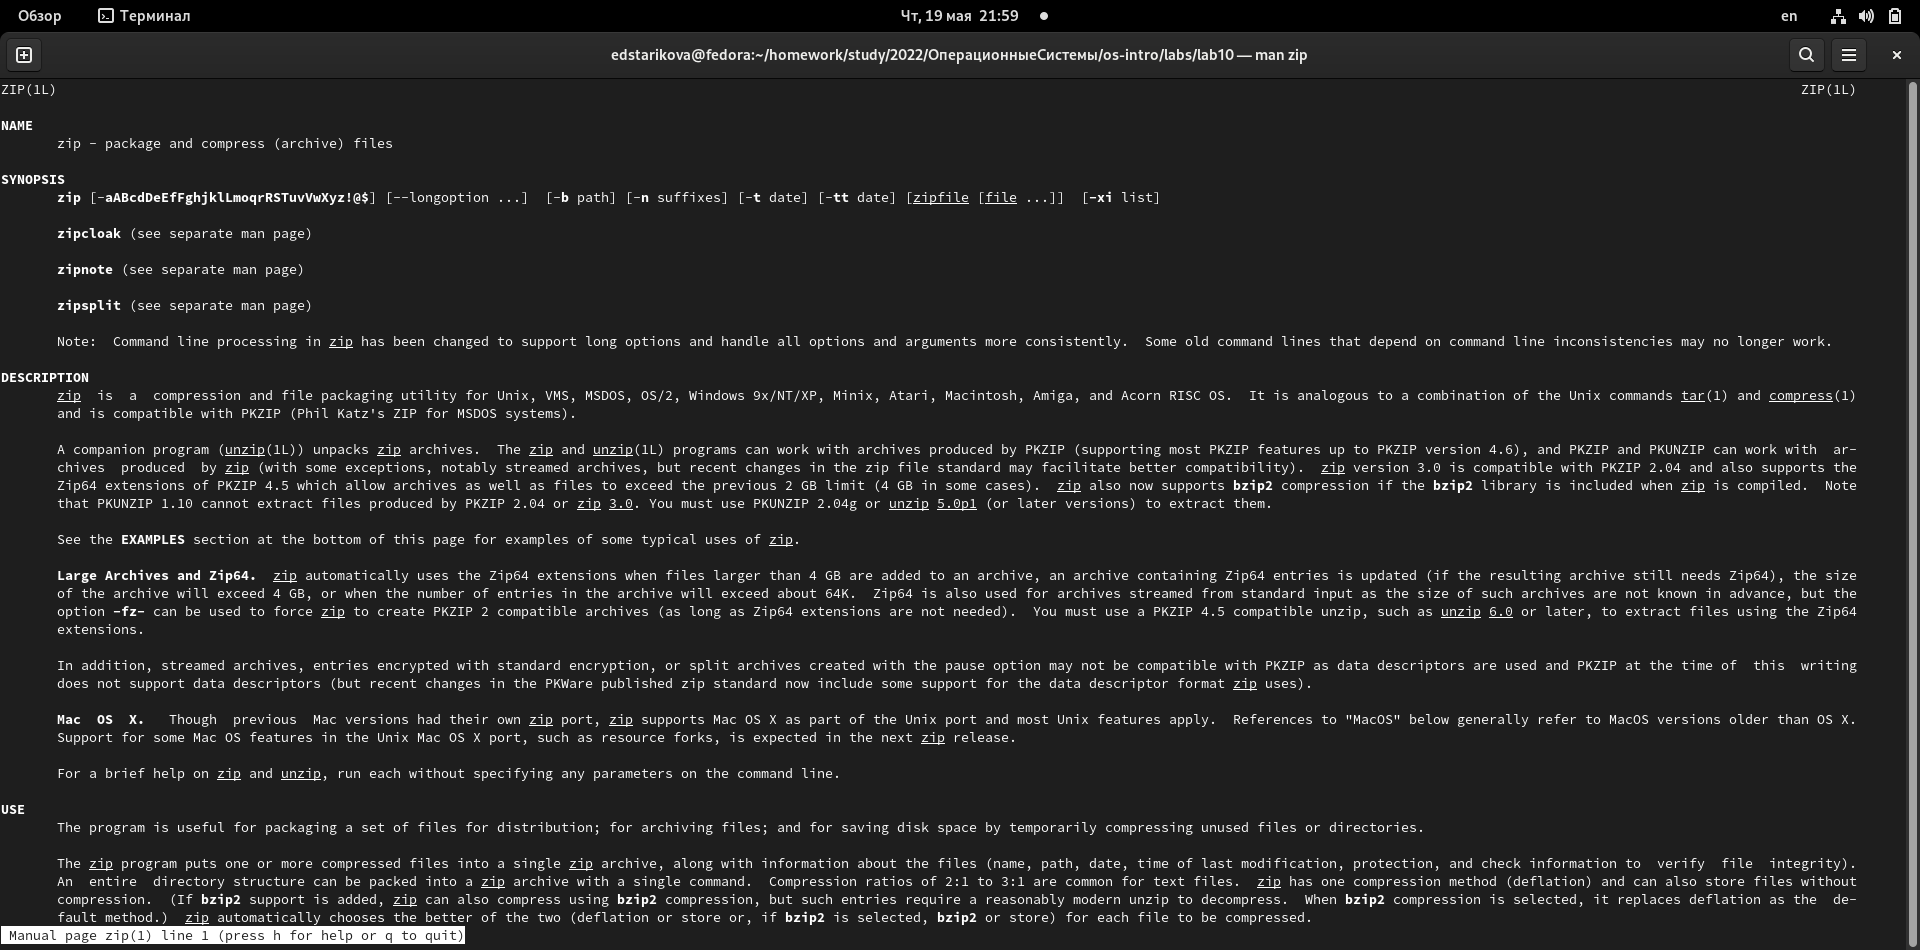 Обзор Терминал Чт, 19 мая 21:59 en
edstarikova@fedora:~/homework/study/2022/ОперационныеСистемы/os-intro/labs/lab10 — man zip
ZIP(1L) ZIP(1L)
NAME
zip - package and compress (archive) files
SYNOPSIS
zip [-aABcdDeEfFghjklLmoqrRSTuvVwXyz!@$] [--longoption ...]  [-b path] [-n suffixes] [-t date] [-tt date] [zipfile [file ...]]  [-xi list]
zipcloak (see separate man page)
zipnote (see separate man page)
zipsplit (see separate man page)
Note:  Command line processing in zip has been changed to support long options and handle all options and arguments more consistently.  Some old command lines that depend on command line inconsistencies may no longer work.
DESCRIPTION
zip  is  a  compression and file packaging utility for Unix, VMS, MSDOS, OS/2, Windows 9x/NT/XP, Minix, Atari, Macintosh, Amiga, and Acorn RISC OS.  It is analogous to a combination of the Unix commands tar(1) and compress(1)
and is compatible with PKZIP (Phil Katz's ZIP for MSDOS systems).
A companion program (unzip(1L)) unpacks zip archives.  The zip and unzip(1L) programs can work with archives produced by PKZIP (supporting most PKZIP features up to PKZIP version 4.6), and PKZIP and PKUNZIP can work with  ar-
chives  produced  by zip (with some exceptions, notably streamed archives, but recent changes in the zip file standard may facilitate better compatibility).  zip version 3.0 is compatible with PKZIP 2.04 and also supports the
Zip64 extensions of PKZIP 4.5 which allow archives as well as files to exceed the previous 2 GB limit (4 GB in some cases).  zip also now supports bzip2 compression if the bzip2 library is included when zip is compiled.  Note
that PKUNZIP 1.10 cannot extract files produced by PKZIP 2.04 or zip 3.0. You must use PKUNZIP 2.04g or unzip 5.0p1 (or later versions) to extract them.
See the EXAMPLES section at the bottom of this page for examples of some typical uses of zip.
Large Archives and Zip64.  zip automatically uses the Zip64 extensions when files larger than 4 GB are added to an archive, an archive containing Zip64 entries is updated (if the resulting archive still needs Zip64), the size
of the archive will exceed 4 GB, or when the number of entries in the archive will exceed about 64K.  Zip64 is also used for archives streamed from standard input as the size of such archives are not known in advance, but the
option -fz- can be used to force zip to create PKZIP 2 compatible archives (as long as Zip64 extensions are not needed).  You must use a PKZIP 4.5 compatible unzip, such as unzip 6.0 or later, to extract files using the Zip64
extensions.
In addition, streamed archives, entries encrypted with standard encryption, or split archives created with the pause option may not be compatible with PKZIP as data descriptors are used and PKZIP at the time of  this  writing
does not support data descriptors (but recent changes in the PKWare published zip standard now include some support for the data descriptor format zip uses).
Mac  OS  X.   Though  previous  Mac versions had their own zip port, zip supports Mac OS X as part of the Unix port and most Unix features apply.  References to "MacOS" below generally refer to MacOS versions older than OS X.
Support for some Mac OS features in the Unix Mac OS X port, such as resource forks, is expected in the next zip release.
For a brief help on zip and unzip, run each without specifying any parameters on the command line.
USE
The program is useful for packaging a set of files for distribution; for archiving files; and for saving disk space by temporarily compressing unused files or directories.
The zip program puts one or more compressed files into a single zip archive, along with information about the files (name, path, date, time of last modification, protection, and check information to  verify  file  integrity).
An  entire  directory structure can be packed into a zip archive with a single command.  Compression ratios of 2:1 to 3:1 are common for text files.  zip has one compression method (deflation) and can also store files without
compression.  (If bzip2 support is added, zip can also compress using bzip2 compression, but such entries require a reasonably modern unzip to decompress.  When bzip2 compression is selected, it replaces deflation as the  de-
fault method.)  zip automatically chooses the better of the two (deflation or store or, if bzip2 is selected, bzip2 or store) for each file to be compressed.
Manual page zip(1) line 1 (press h for help or q to quit)